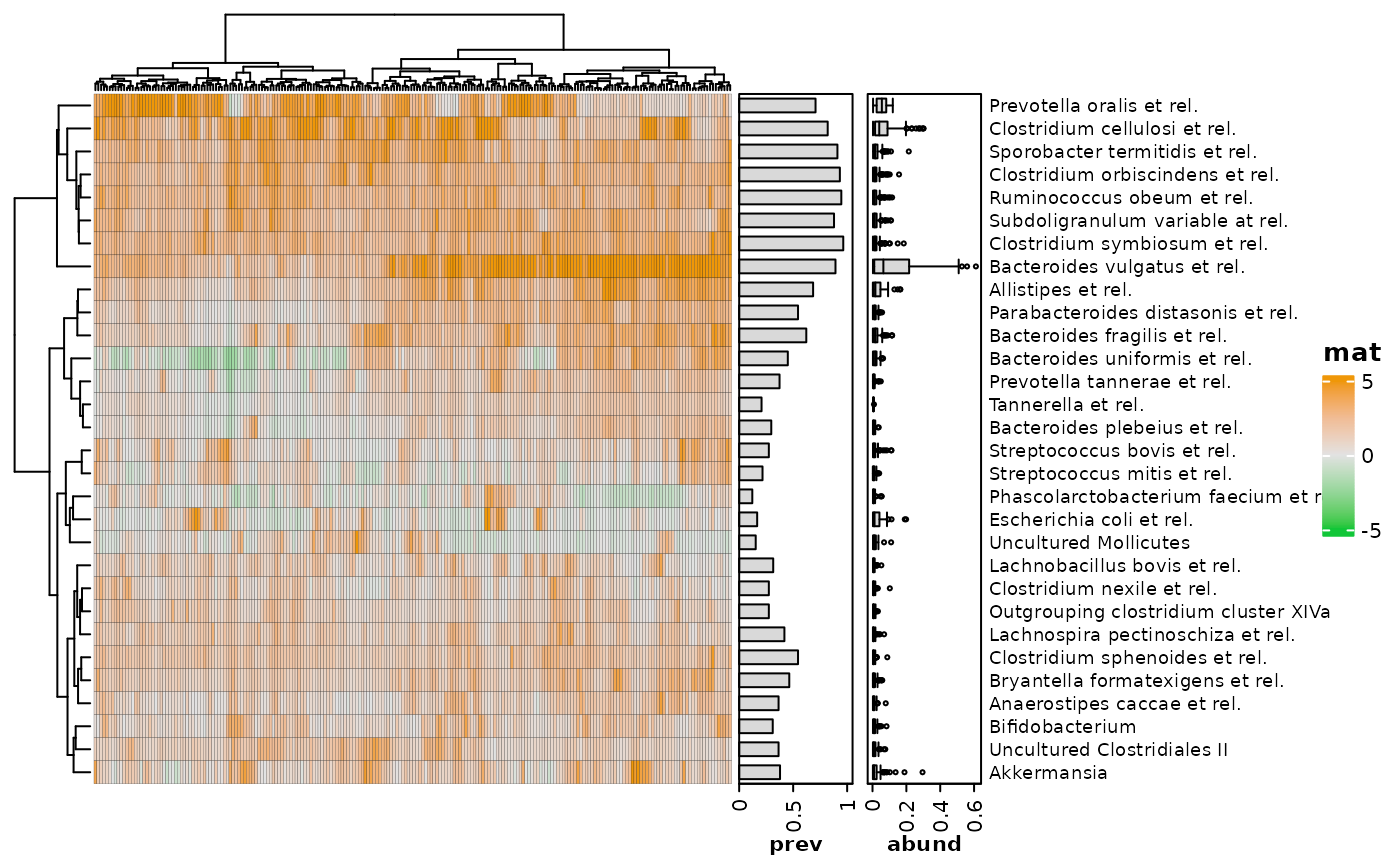 Prevotella oralis et rel.
Clostridium cellulosi et rel.
Sporobacter termitidis et rel.
Clostridium orbiscindens et rel.
Ruminococcus obeum et rel.
Subdoligranulum variable at rel.
Clostridium symbiosum et rel.
Bacteroides vulgatus et rel.
Allistipes et rel.
Parabacteroides distasonis et rel.
Bacteroides fragilis et rel.
Bacteroides uniformis et rel.
Prevotella tannerae et rel.
Tannerella et rel.
Bacteroides plebeius et rel.
Streptococcus bovis et rel.
Streptococcus mitis et rel.
Phascolarctobacterium faecium et r
Escherichia coli et rel.
Uncultured Mollicutes
Lachnobacillus bovis et rel.
Clostridium nexile et rel.
Outgrouping clostridium cluster XIVa
Lachnospira pectinoschiza et rel.
Clostridium sphenoides et rel.
Bryantella formatexigens et rel.
Anaerostipes caccae et rel.
Bifidobacterium
Uncultured Clostridiales II
Akkermansia
mat
5
0
-5
0 0.5 1
prev
0 0.2 0.4 0.6
abund